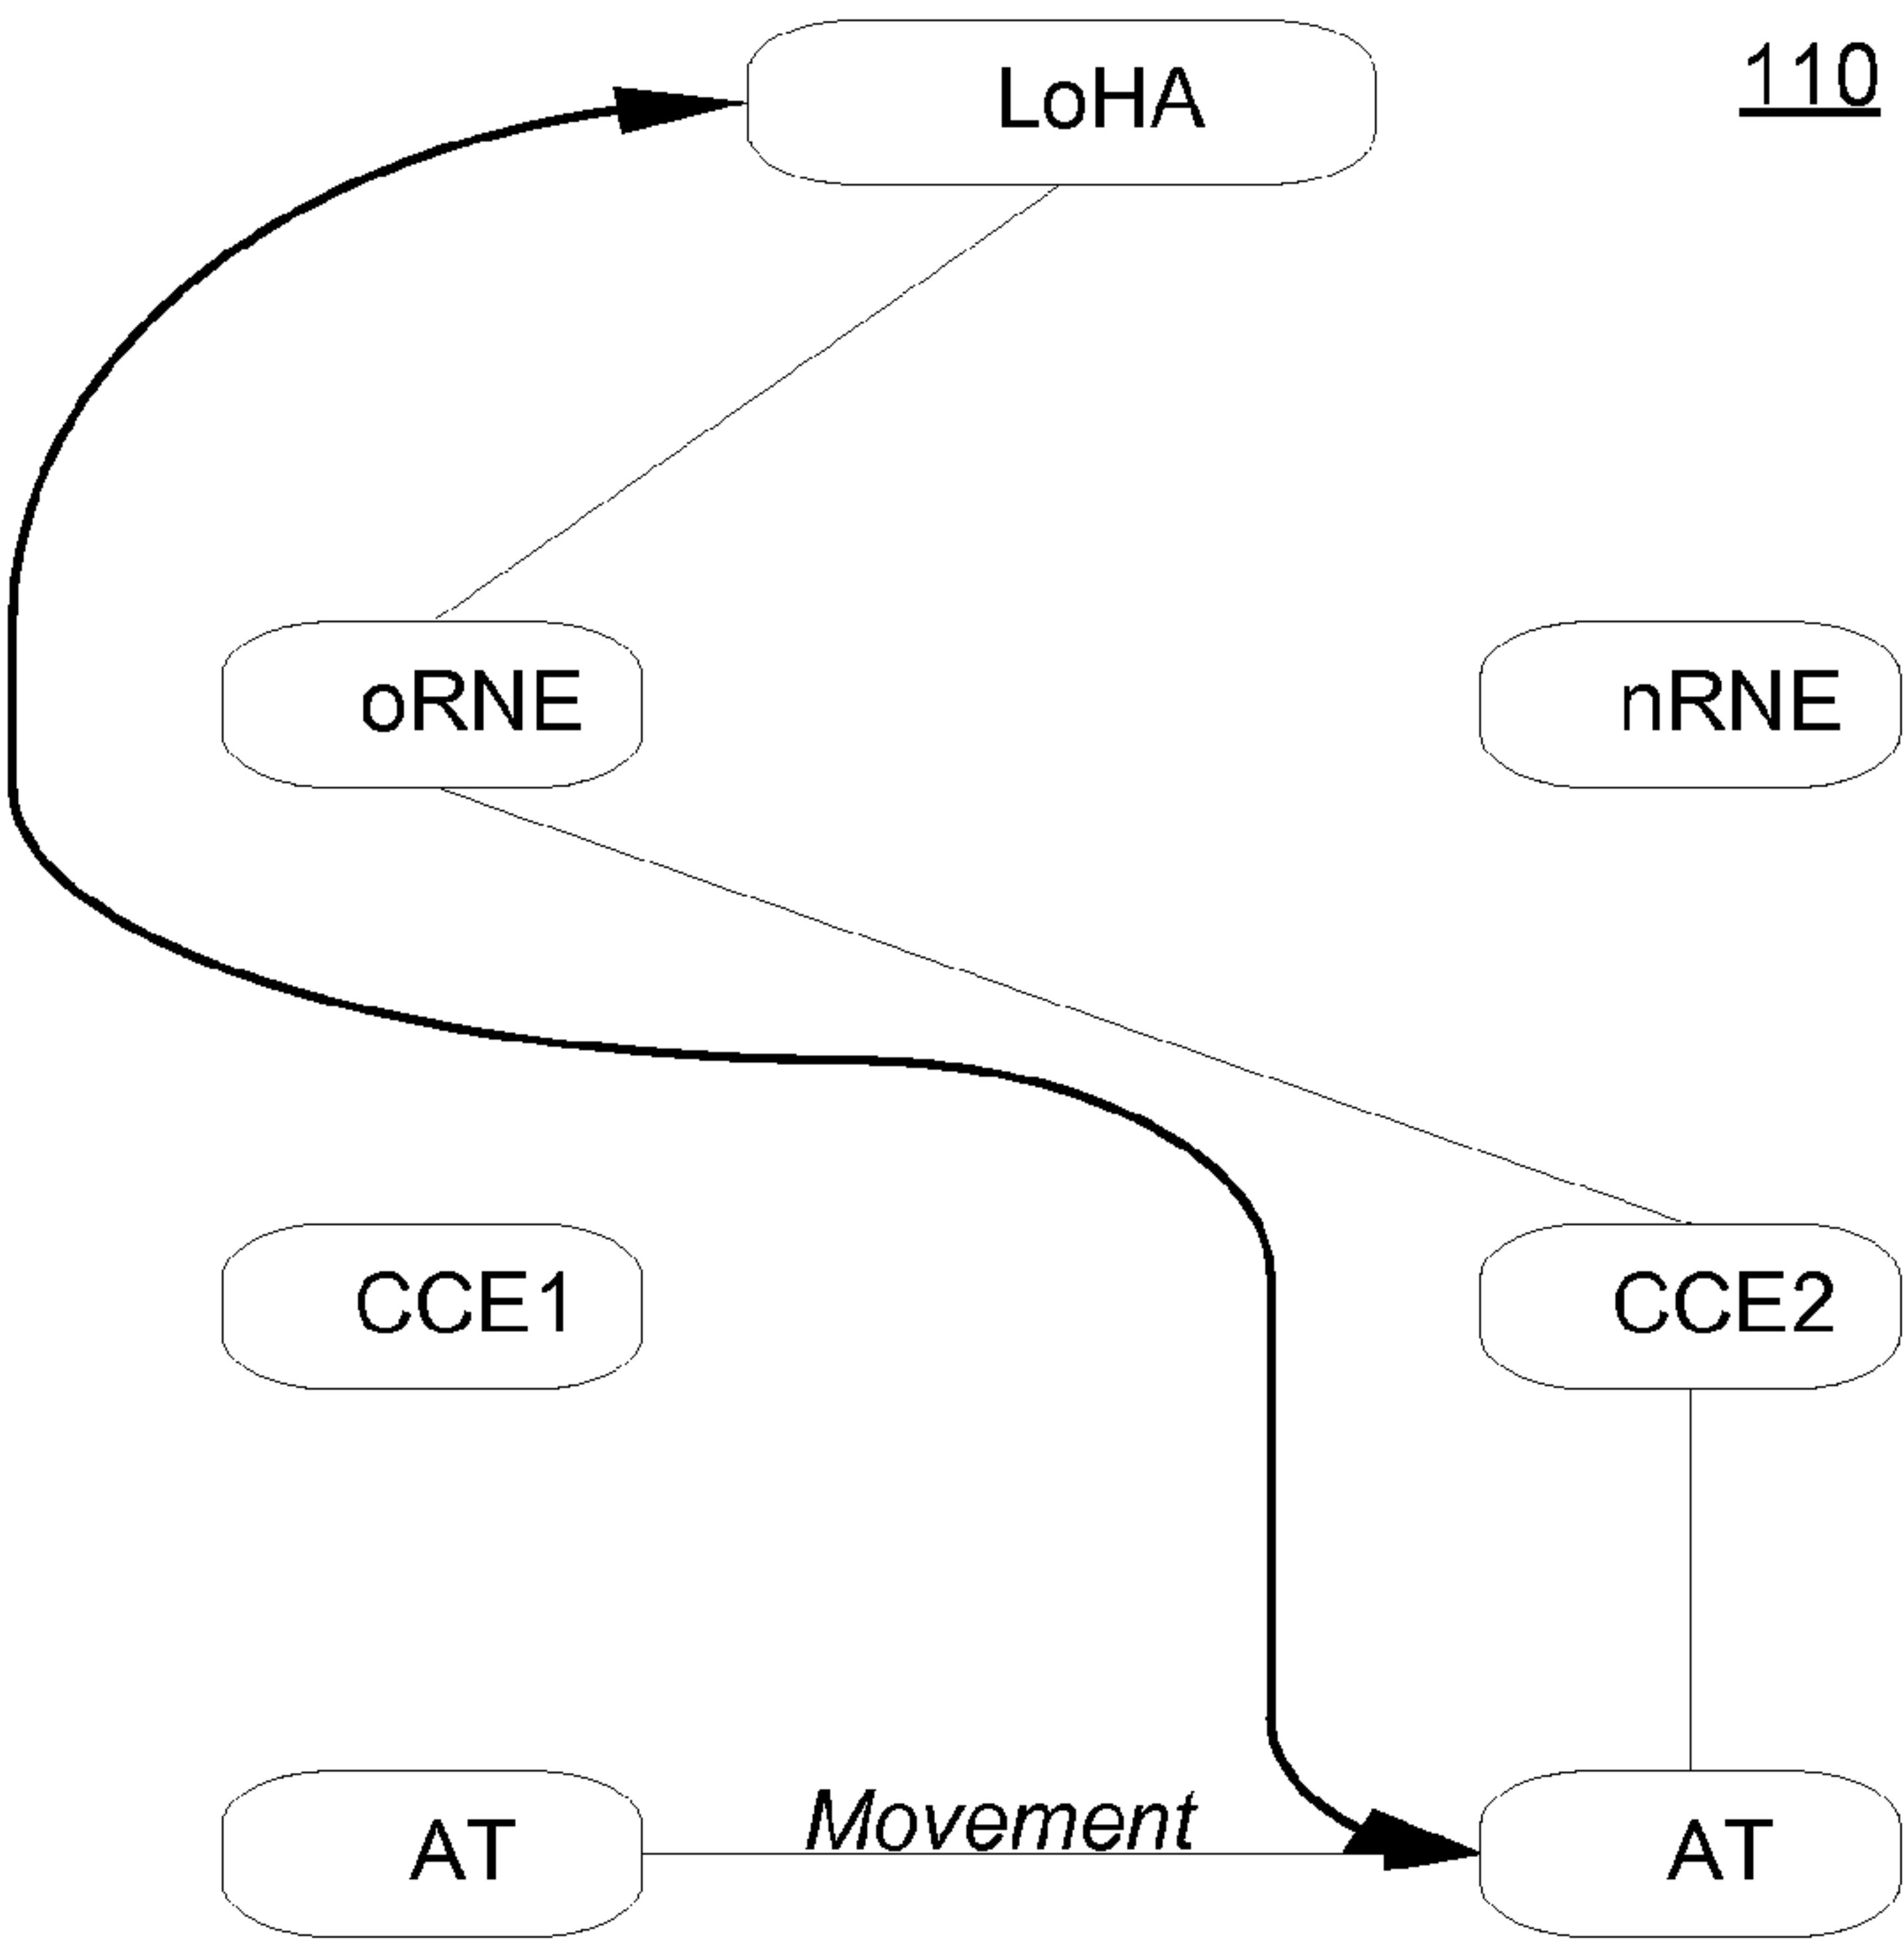 LoHA
110
oRNE
nRNE
CCE1
CCE2
AT
Movement
AT